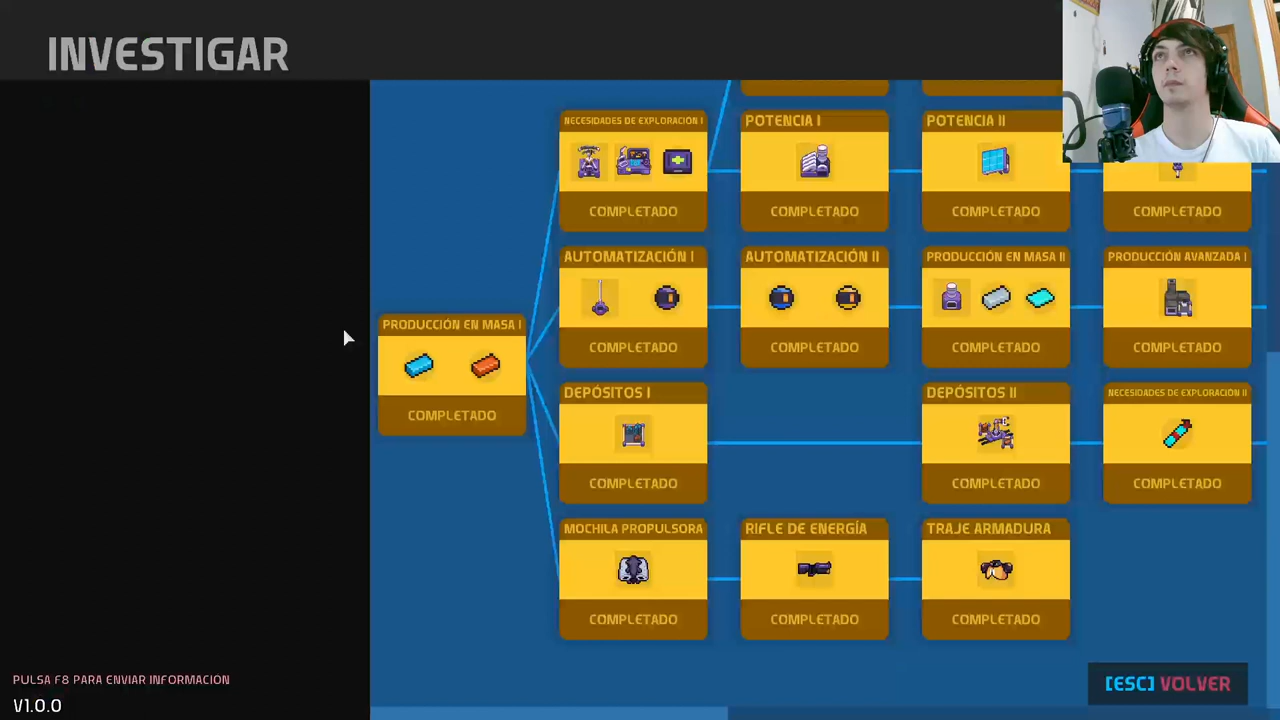 INVESTIGAR
NECESIDADES DE EXPLORACION I
COMPLETADO
POTENCIA I
COMPLETADO
POTENCIA II
COMPLETADO
COMPLETADO
AUTOMATIZACIÓN I
COMPLETADO
AUTOMATIZACIÓN II
COMPLETADO
PRODUCCIÓN EN MASA II
COMPLETADO
PRODUCCIÓN AVANZADA I
COMPLETADO
PRODUCCIÓN EN MASA I
COMPLETADO
DEPÓSITOS I
COMPLETADO
DEPÓSITOS II
COMPLETADO
NECESIDADES DE EXPLORACIÓN II
COMPLETADO
MOCHILA PROPULSORA
COMPLETADO
RIFLE DE ENERGÍA
COMPLETADO
TRAJE ARMADURA
COMPLETADO
PULSA F8 PARA ENVIAR INFORMACION
V1.0.0
[ESC] VOLVER